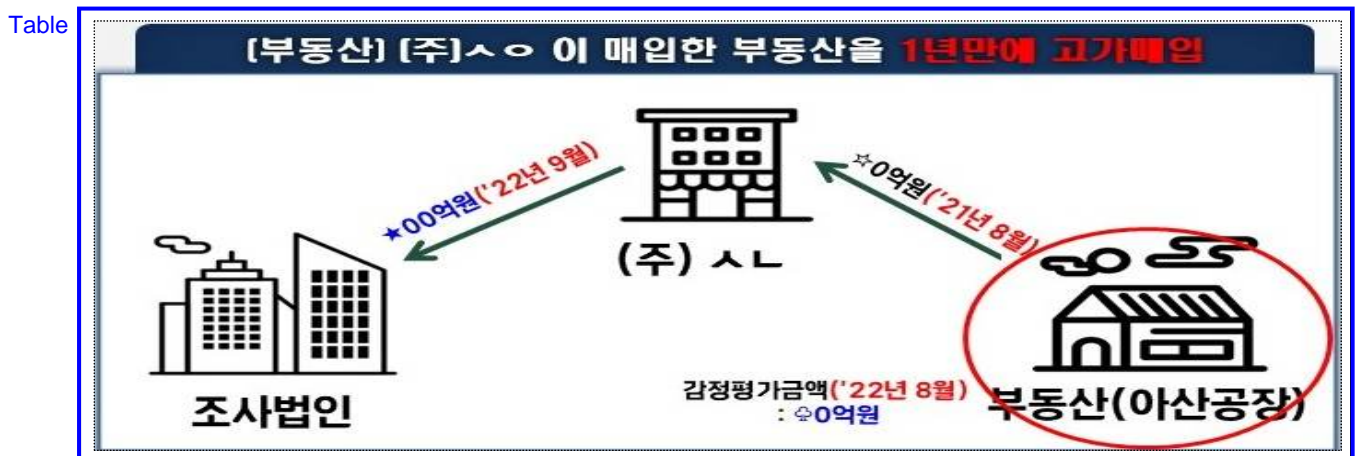 Table
[부동산] [주]ㅅㅇ 이 매입한 부동산을 1년만에 고가매입
★00억원('22년 9월)
☆0억원('21년 8월)
(주) ㅅㄴ
조사법인
감정평가금액('22년 8월)
: ♧0억원
부동산(아산공장)